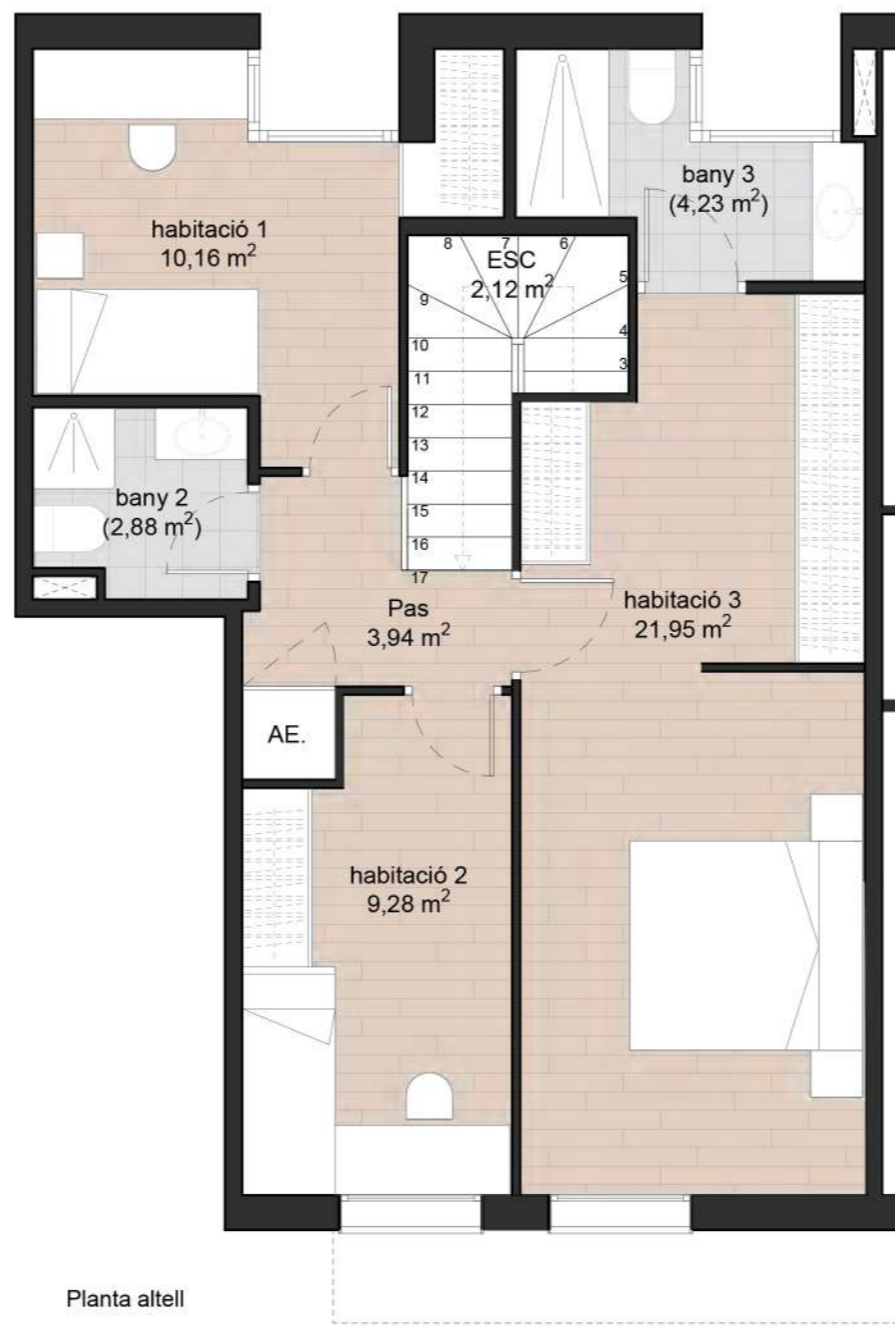 bany 3
(4,23 m²)
habitació 1
10,16 m²
8
7
6
ESC
2,12 m²
5
9
4
10
3
11
12
13
14
15
16
17
bany 2
(2,88 m²)
habitació 3
21,95 m²
Pas
3,94 m²
AE.
habitació 2
9,28 m²
Planta altell